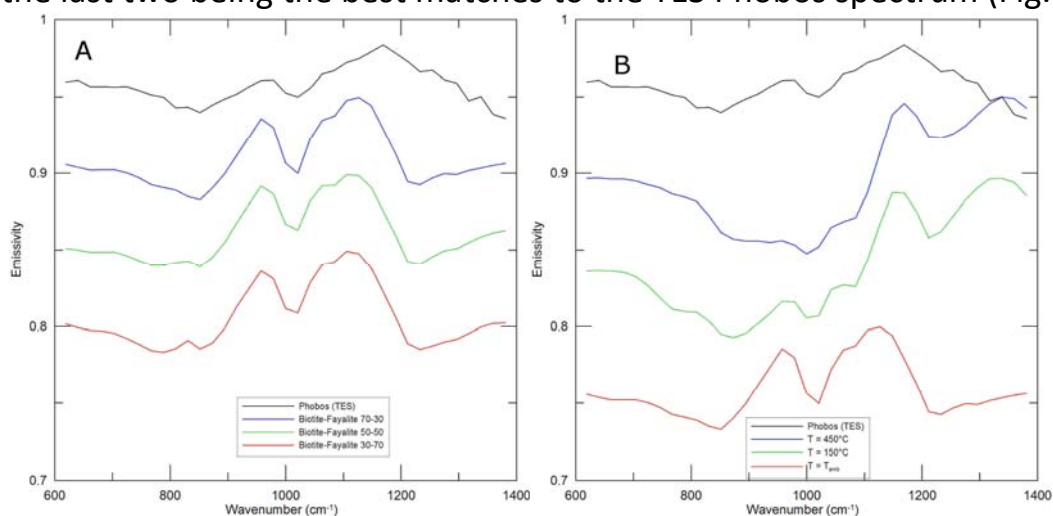 the last two being the best matches to the TES Phobos spectrum (Fig.
A
1
0.9
0.8
0.7
Emissivity
Phobos (TES)
Biotite-Fayalite 70-30
Biotite-Fayalite 50-50
Biotite-Fayalite 30-70
600 800 1000 1200 1400
Wavenumber (cm⁻¹)
B
1
0.9
0.8
0.7
Emissivity
Phobos (TES)
T = 450°C
T = 150°C
T = Tamb
600 800 1000 1200 1400
Wavenumber (cm⁻¹)